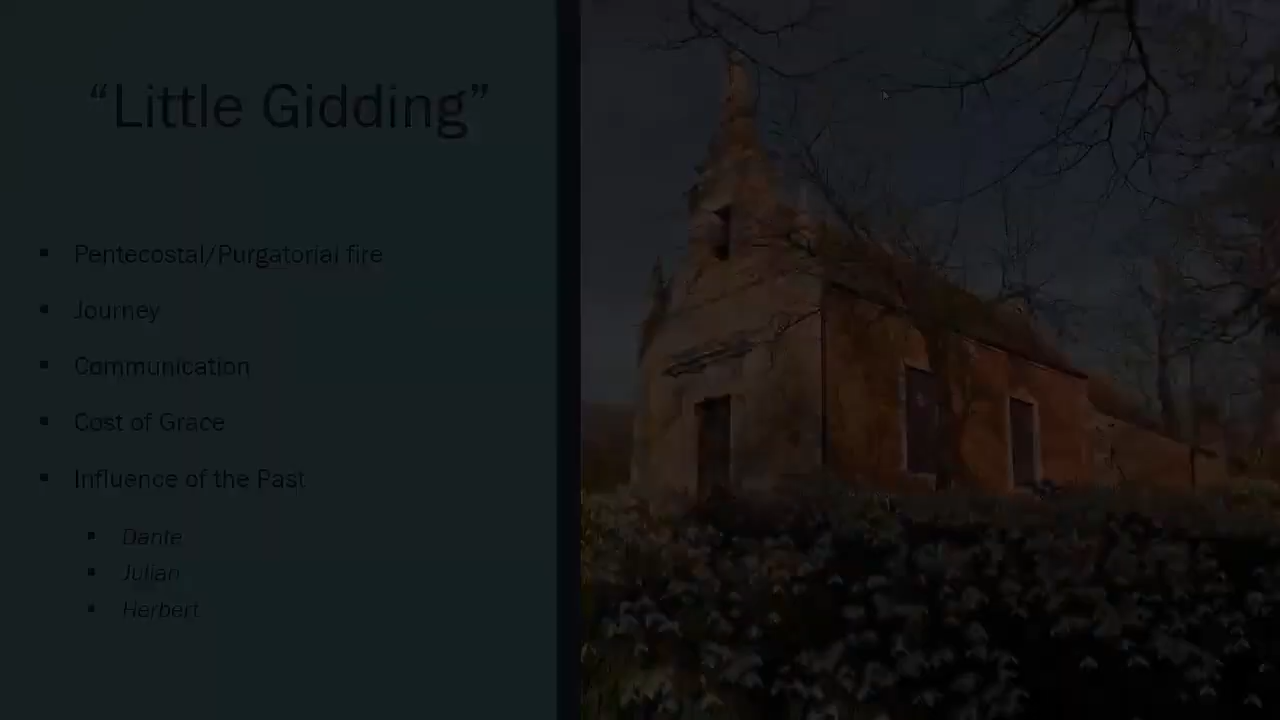 “Little Gidding”
▪ Pentecostal/Purgatorial fire
▪ Journey
▪ Communication
▪ Cost of Grace
▪ Influence of the Past
▪ Dante
▪ Julian
▪ Herbert